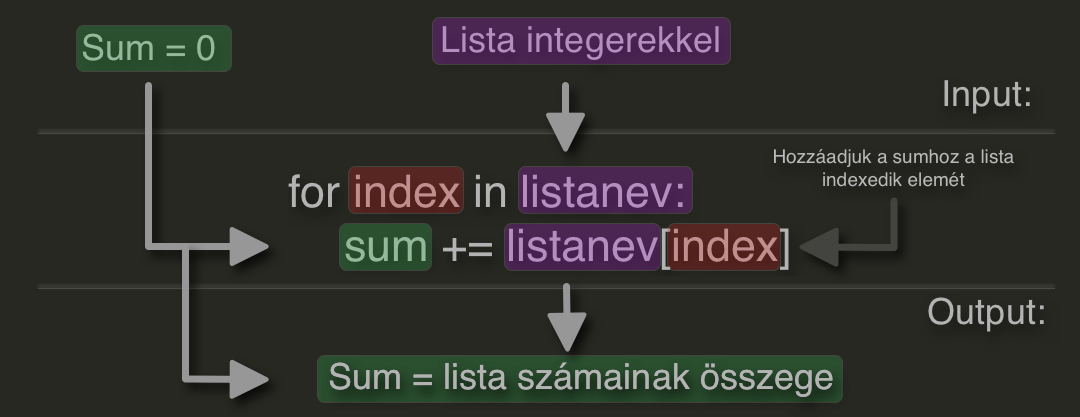 Sum = 0
Lista integerekkel
Input:
Hozzáadjuk a sumhoz a lista
indexedik elemét
for index in listanev:
sum += listanev[index]
Output:
Sum = lista számainak összege